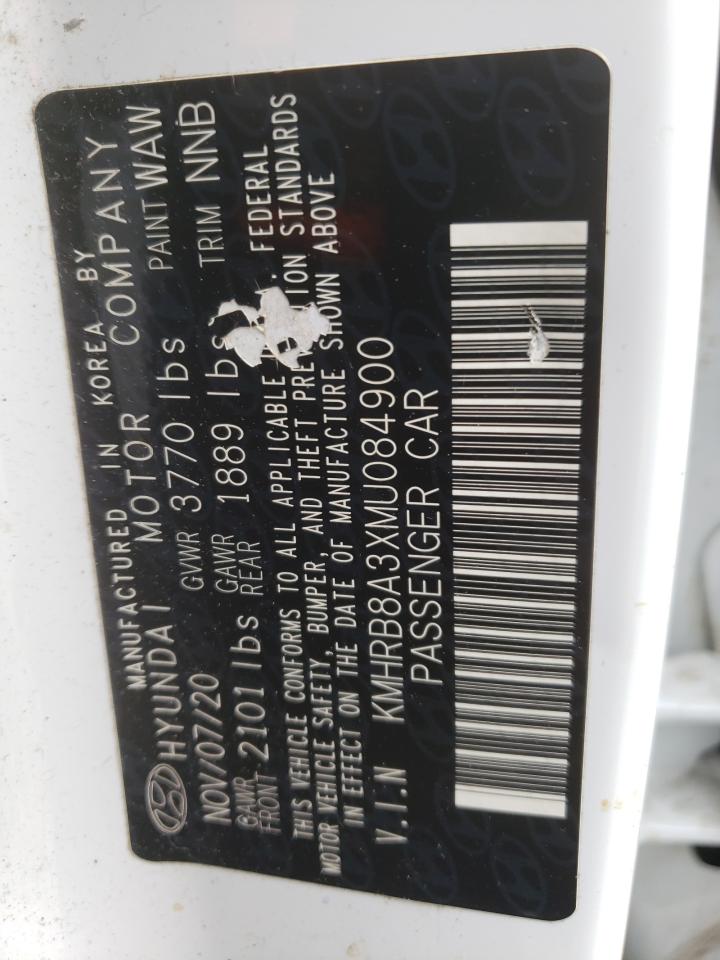 MANUFACTURED IN KOREA BY
HYUNDAI MOTOR COMPANY
NOV/07/20 GVWR 3770 lbs PAINT WAW
GAWR FRONT 2101 lbs GAWR REAR 1889 lbs TRIM NNB
THIS VEHICLE CONFORMS TO ALL APPLICABLE FEDERAL
MOTOR VEHICLE SAFETY, BUMPER, AND THEFT PRE TION STANDARDS
IN EFFECT ON THE DATE OF MANUFACTURE SHOWN ABOVE
V.I.N KMHRB8A3XMU084900
PASSENGER CAR